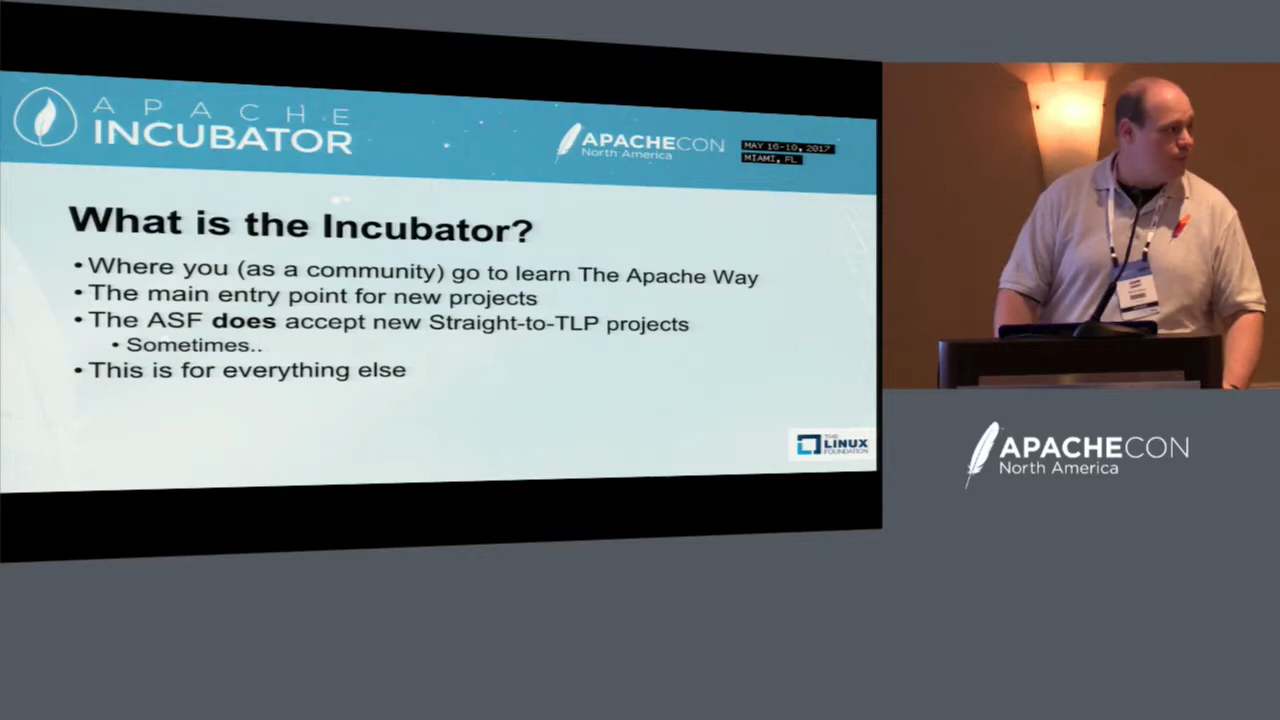 APACHE
INCUBATOR
APACHECON
North America
MAY 16-19, 2017
MIAMI, FL
What is the Incubator?
•Where you (as a community) go to learn The Apache Way
•The main entry point for new projects
•The ASF does accept new Straight-to-TLP projects
•Sometimes..
•This is for everything else
THE
LINUX
FOUNDATION
APACHECON
North America